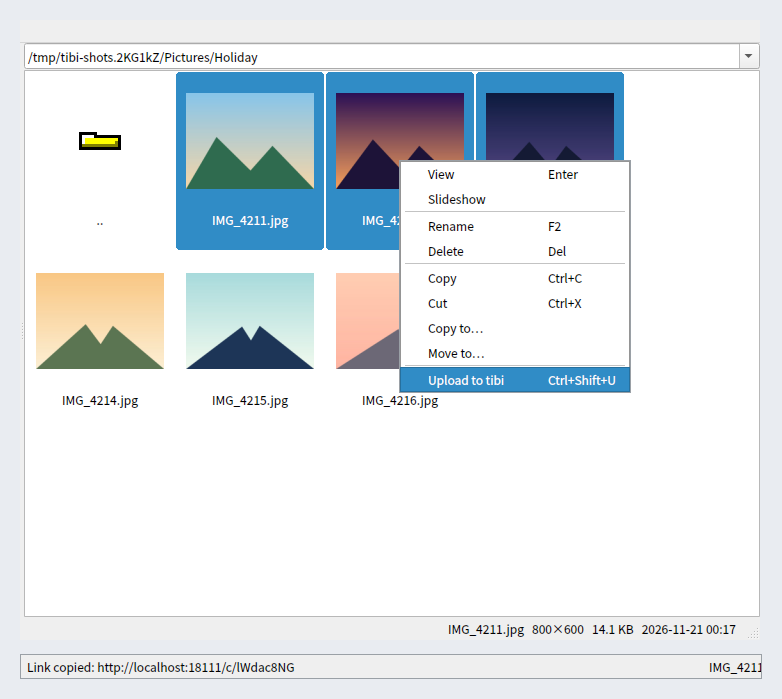 /tmp/tibi-shots.2KG1kZ/Pictures/Holiday
..
IMG_4211.jpg
IMG_42
View Enter
Slideshow
Rename F2
Delete Del
Copy Ctrl+C
Cut Ctrl+X
Copy to...
Move to...
Upload to tibi Ctrl+Shift+U
IMG_4214.jpg
IMG_4215.jpg
IMG_4216.jpg
IMG_4211.jpg 800×600 14.1 KB 2026-11-21 00:17
Link copied: http://localhost:18111/c/lWdac8NG
IMG_4211